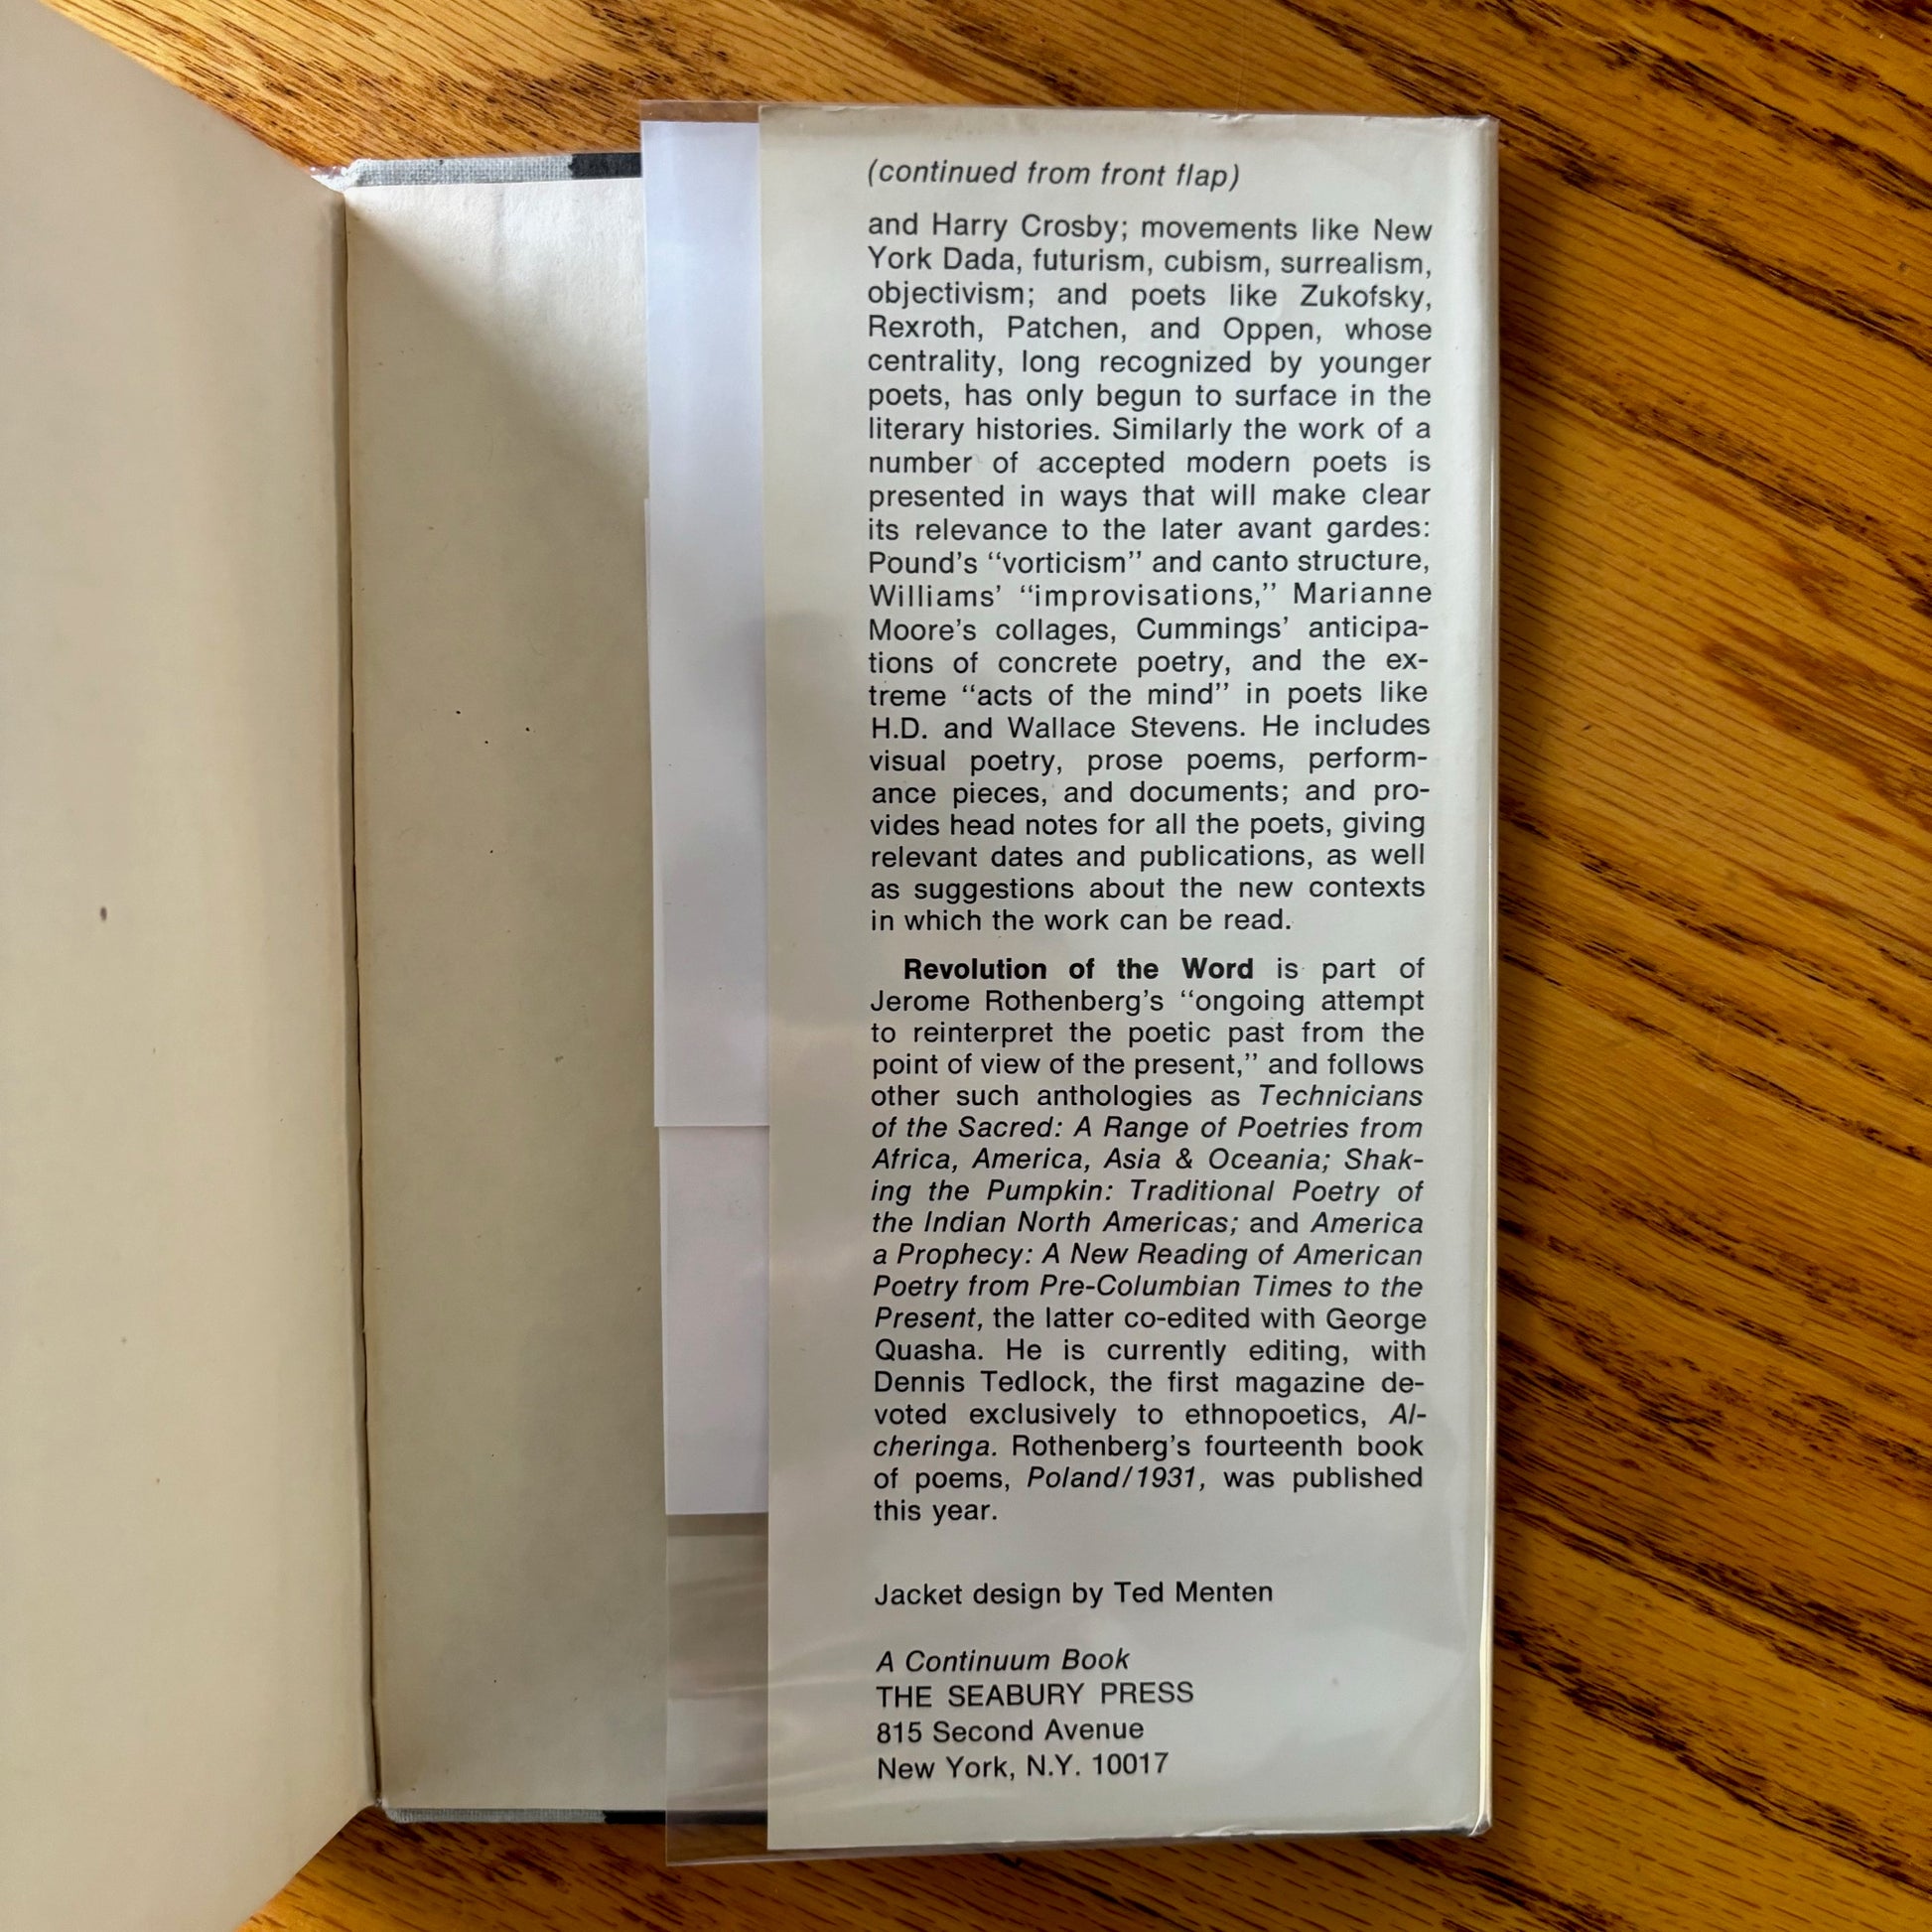 (continued from front flap)
and Harry Crosby; movements like New
York Dada, futurism, cubism, surrealism,
objectivism; and poets like Zukofsky,
Rexroth, Patchen, and Oppen, whose
centrality, long recognized by younger
poets, has only begun to surface in the
literary histories. Similarly the work of a
number of accepted modern poets is
presented in ways that will make clear
its relevance to the later avant gardes:
Pound's “vorticism” and canto structure,
Williams' “improvisations,” Marianne
Moore's collages, Cummings' anticipa-
tions of concrete poetry, and the ex-
treme “acts of the mind” in poets like
H.D. and Wallace Stevens. He includes
visual poetry, prose poems, perform-
ance pieces, and documents; and pro-
vides head notes for all the poets, giving
relevant dates and publications, as well
as suggestions about the new contexts
in which the work can be read.
Revolution of the Word is part of
Jerome Rothenberg's “ongoing attempt
to reinterpret the poetic past from the
point of view of the present,” and follows
other such anthologies as Technicians
of the Sacred: A Range of Poetries from
Africa, America, Asia & Oceania; Shak-
ing the Pumpkin: Traditional Poetry of
the Indian North Americas; and America
a Prophecy: A New Reading of American
Poetry from Pre-Columbian Times to the
Present, the latter co-edited with George
Quasha. He is currently editing, with
Dennis Tedlock, the first magazine de-
voted exclusively to ethnopoetics, Al-
cheringa. Rothenberg's fourteenth book
of poems, Poland/1931, was published
this year.
Jacket design by Ted Menten
A Continuum Book
THE SEABURY PRESS
815 Second Avenue
New York, N.Y. 10017